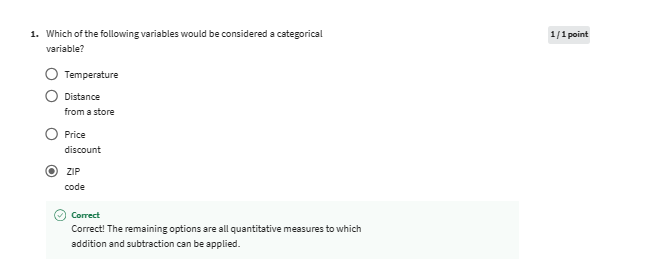 1. Which of the following variables would be considered a categorical
variable?
1 / 1 point
Temperature
Distance
from a store
Price
discount
ZIP
code
Correct
Correct! The remaining options are all quantitative measures to which
addition and subtraction can be applied.